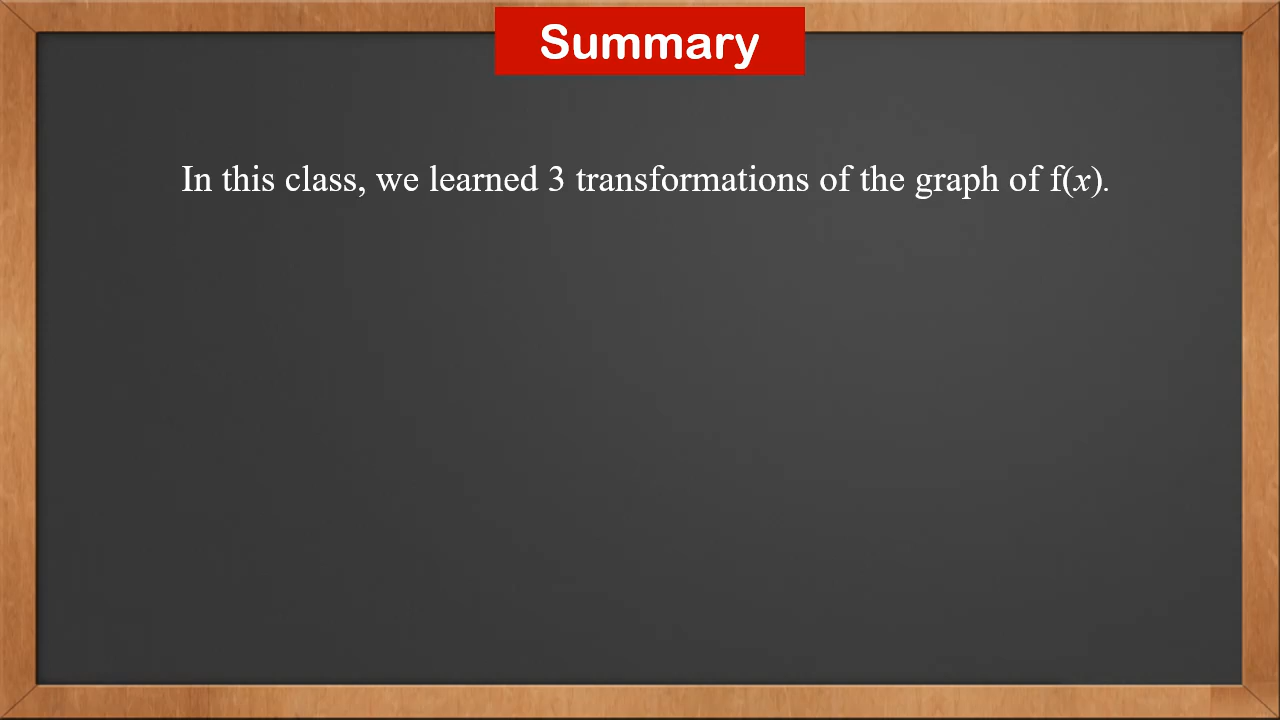 Summary
In this class, we learned 3 transformations of the graph of f(x).